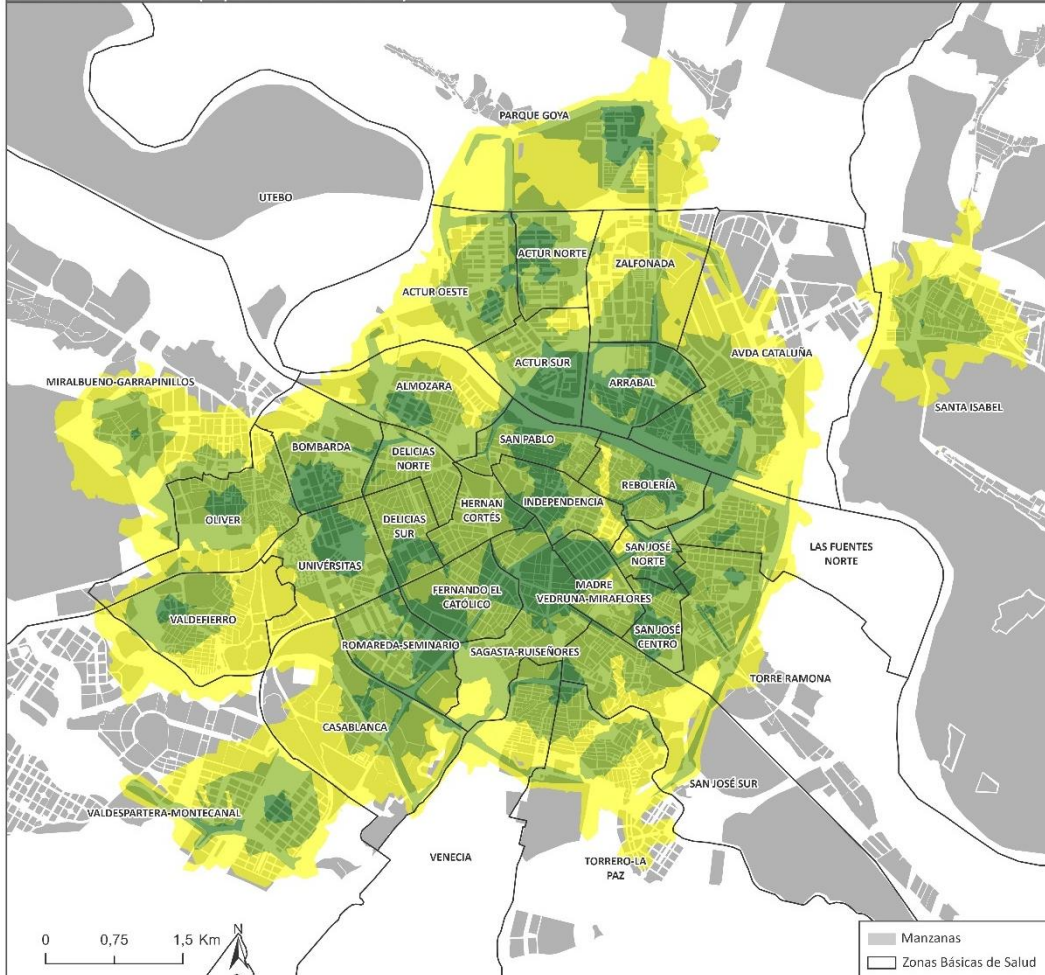 PARQUE GOYA
UTEBO
ACTUR NORTE
ZALFONADA
ACTUR OESTE
AVDA CATALUÑA
ACTUR SUR
MIRALBUENO-GARRAPINILLOS
ALMOZARA
ARRABAL
SANTA ISABEL
BOMBARDA
DELICIAS
NORTE
SAN PABLO
REBOLERÍA
HERNAN
CORTÉS
INDEPENDENCIA
OLIVER
DELICIAS
SUR
SAN JOSÉ
NORTE
LAS FUENTES
NORTE
UNIVÉRSITAS
FERNANDO EL
CATÓLICO
MADRE
VEDRUNA-MIRAFLORES
VALDEFIERRO
SAN JOSÉ
CENTRO
ROMAREDA-SEMINARIO
SAGASTA-RUISEÑORES
TORRE RAMONA
CASABLANCA
SAN JOSÉ SUR
VALDESPARTERA-MONTECANAL
VENECIA
TORRERO-LA
PAZ
0 0,75 1,5 Km
N
Manzanas
Zonas Básicas de Salud